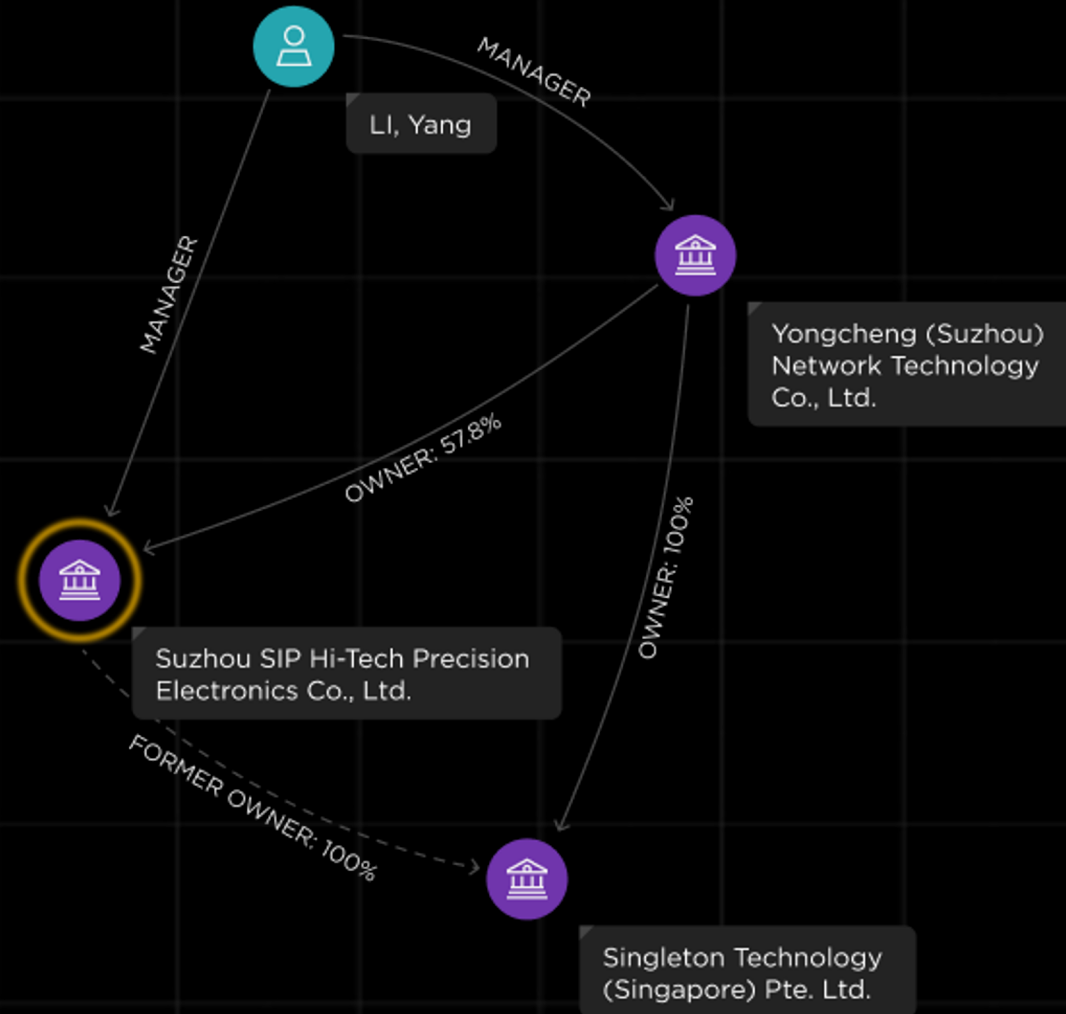 MANAGER
LI, Yang
MANAGER
Yongcheng (Suzhou)
Network Technology
Co., Ltd.
OWNER: 57.8%
OWNER: 100%
Suzhou SIP Hi-Tech Precision
Electronics Co., Ltd.
FORMER OWNER: 100%
Singleton Technology
(Singapore) Pte. Ltd.